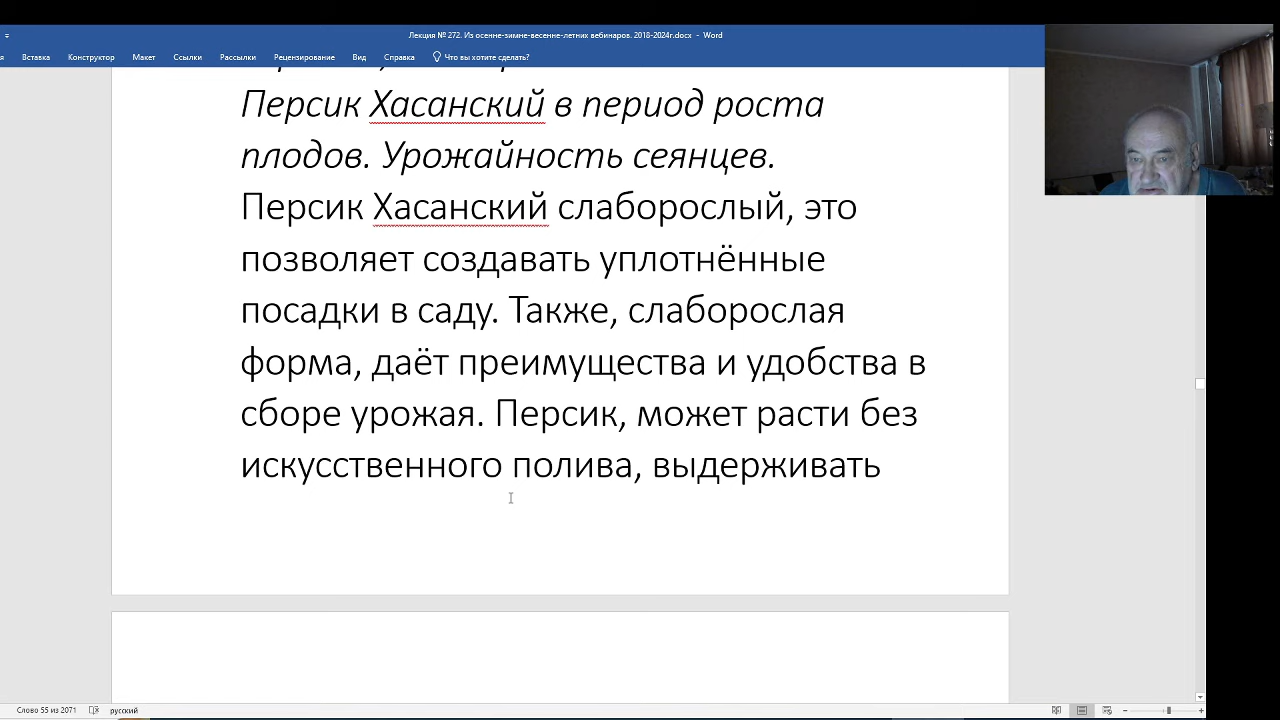 Лекция № 272. Из осенне-зимне-весенне-летних вебинаров. 2018-2024г.docx - Word
Вставка Конструктор Макет Ссылки Рассылки Рецензирование Вид Справка Что вы хотите сделать?
Персик Хасанский в период роста
плодов. Урожайность сеянцев.
Персик Хасанский слаборослый, это
позволяет создавать уплотнённые
посадки в саду. Также, слаборослая
форма, даёт преимущества и удобства в
сборе урожая. Персик, может расти без
искусственного полива, выдерживать
Слово 55 из 2071 русский